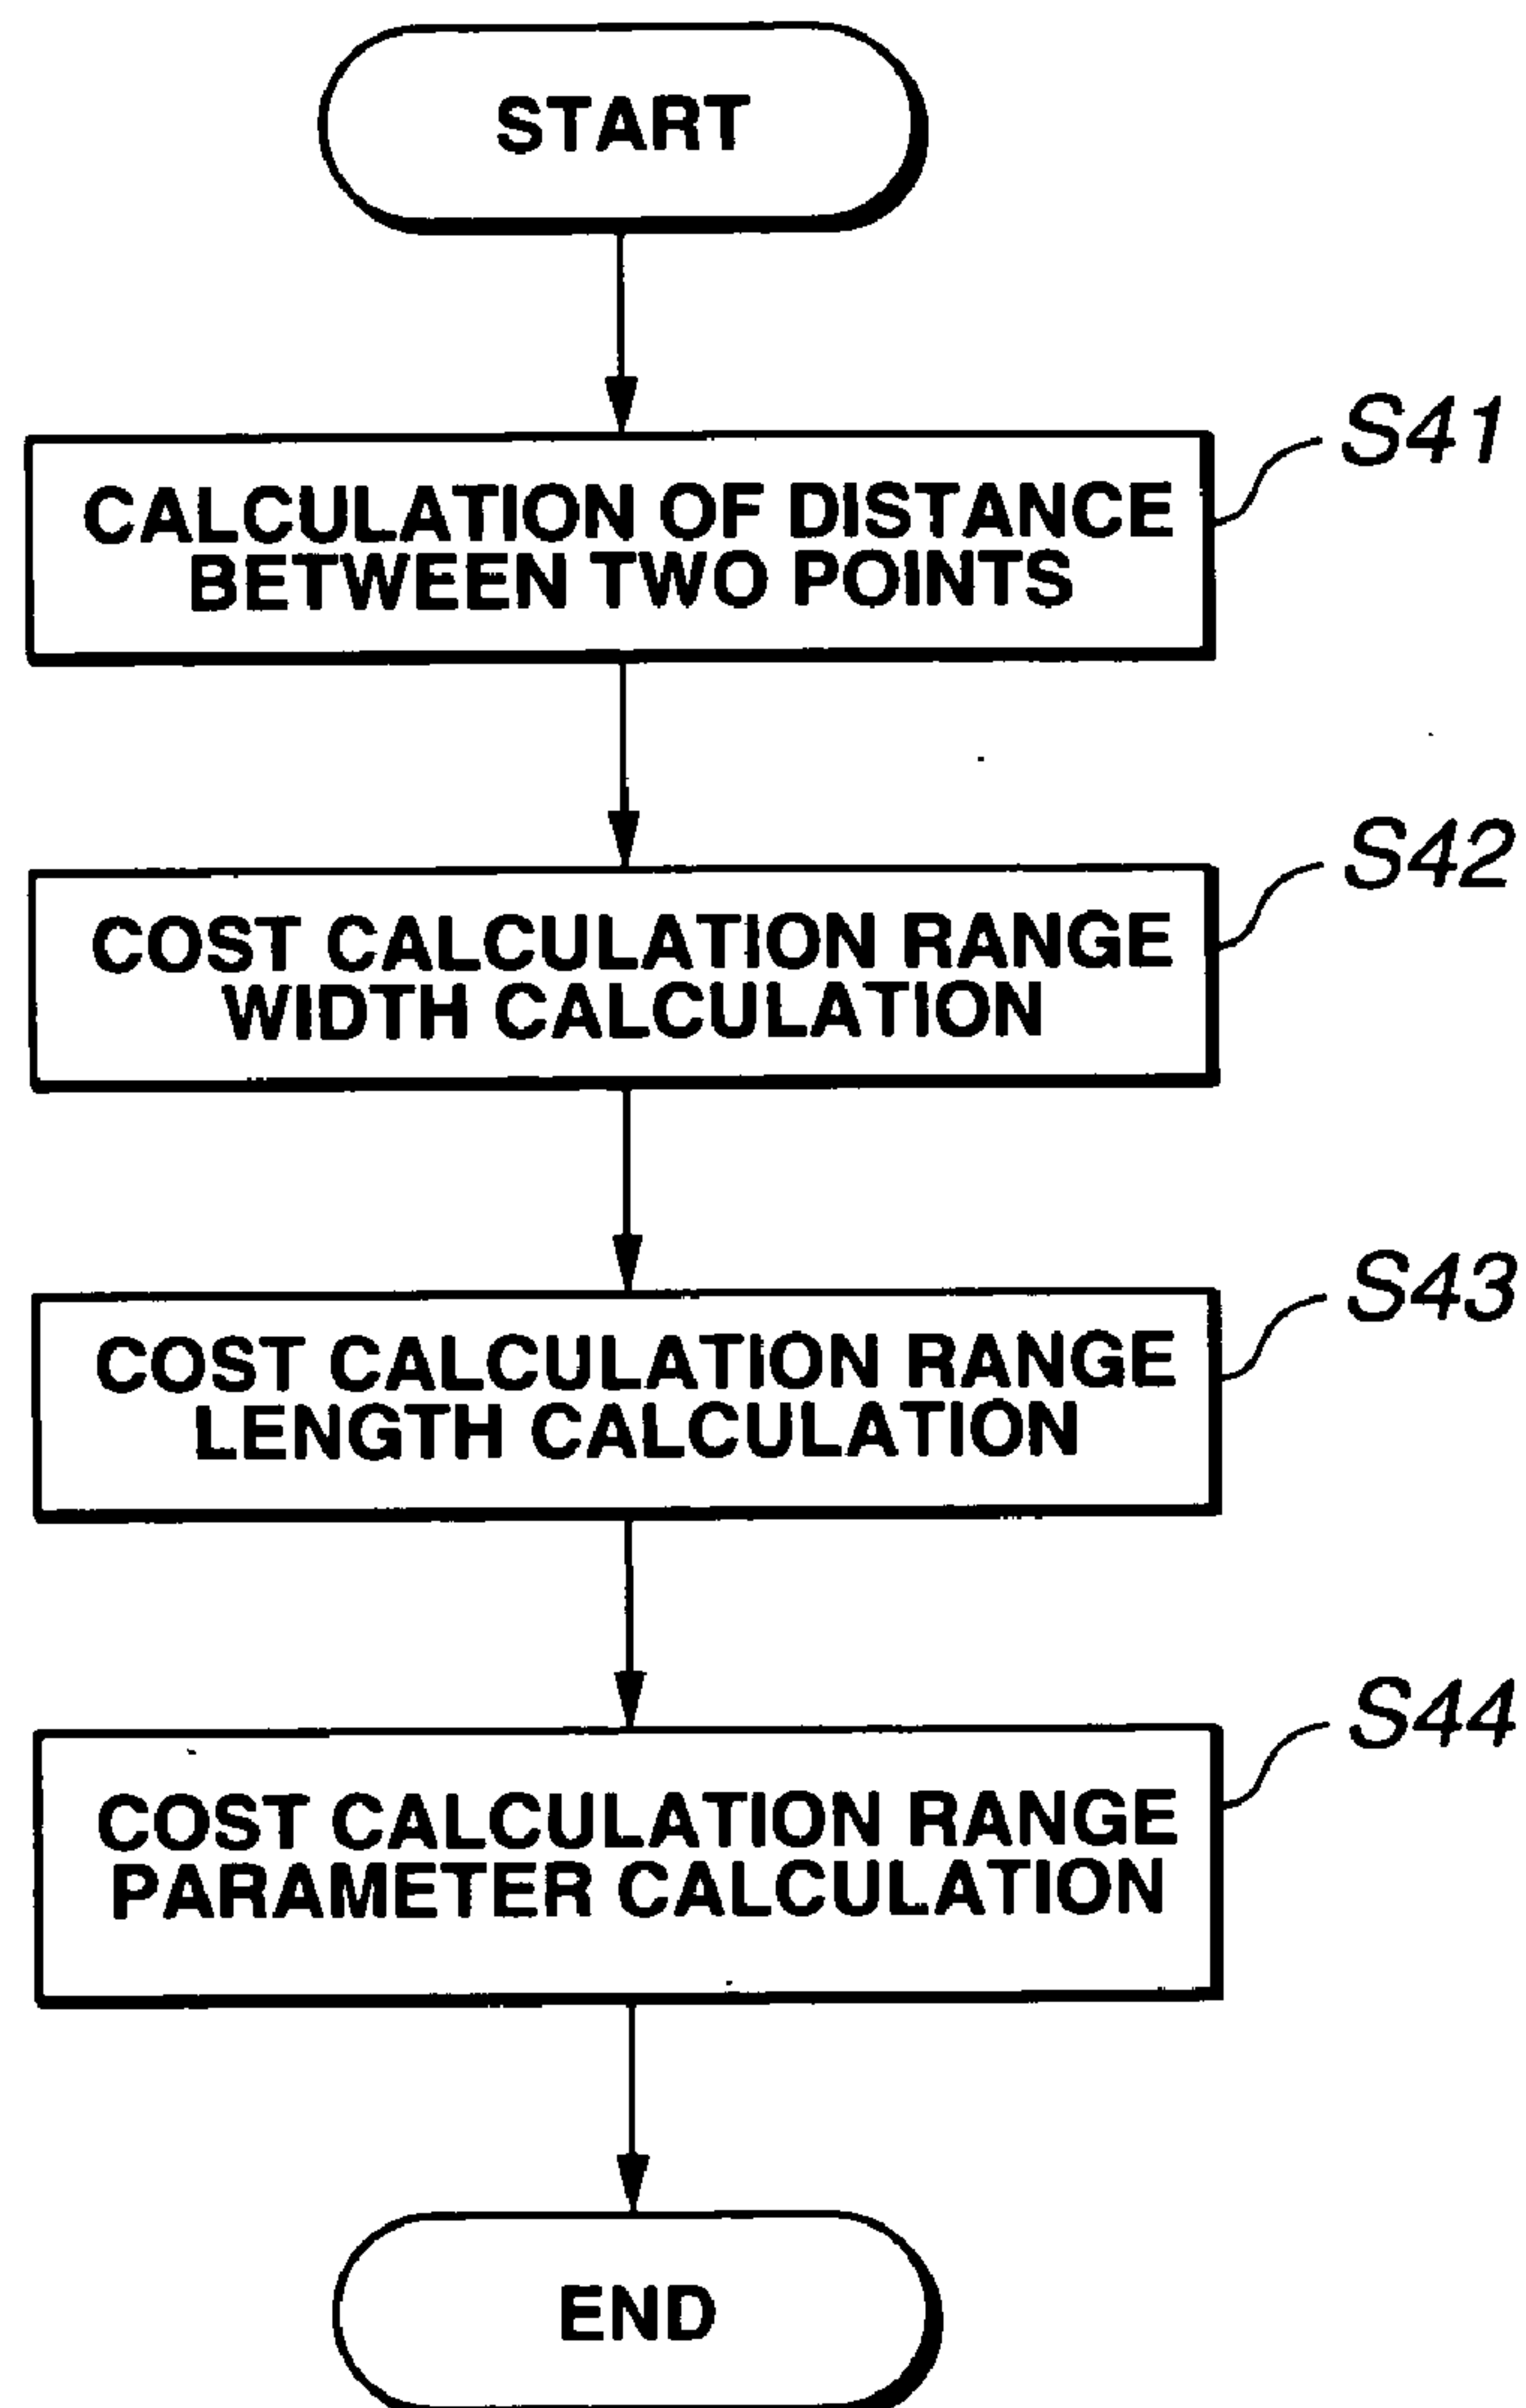 START
S41
CALCULATION OF DISTANCE
BETWEEN TWO POINTS
S42
COST CALCULATION RANGE
WIDTH CALCULATION
S43
COST CALCULATION RANGE
LENGTH CALCULATION
S44
COST CALCULATION RANGE
PARAMETER CALCULATION
END